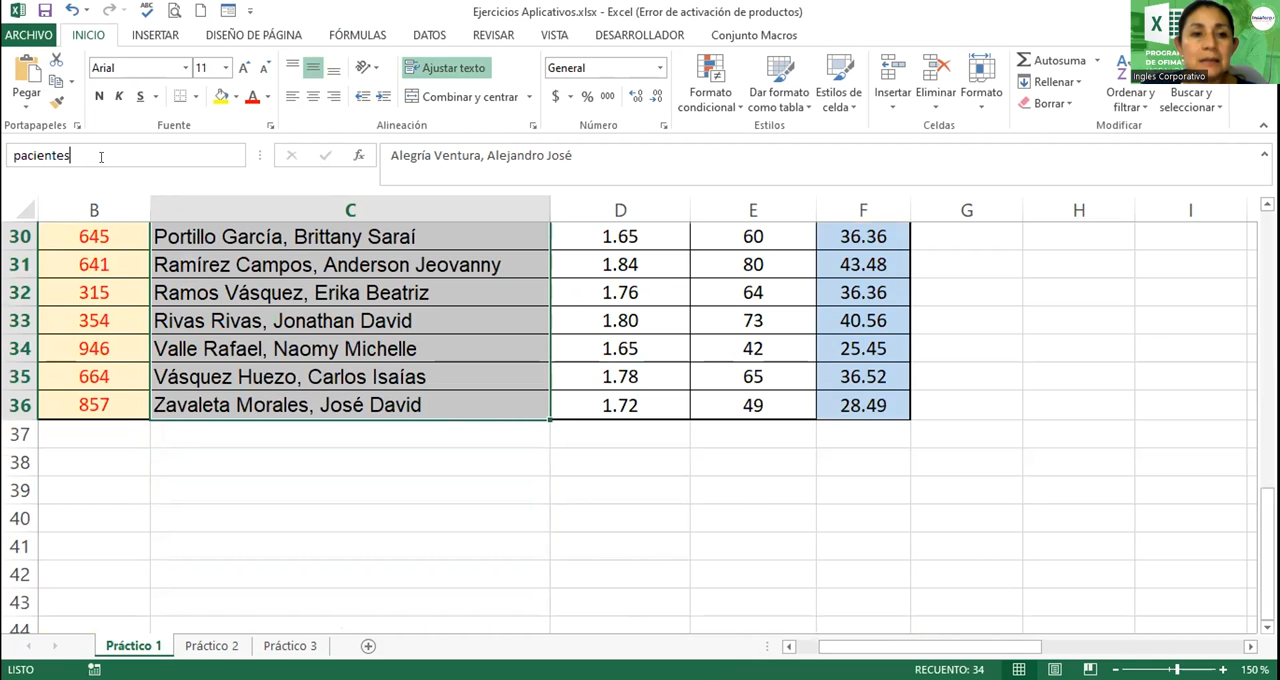 Ejercicios Aplicativos.xlsx - Excel (Error de activación de productos)
ARCHIVO INICIO INSERTAR DISEÑO DE PÁGINA FÓRMULAS DATOS REVISAR VISTA DESARROLLADOR Conjunto Macros
Pegar
Arial 11
N K S
Ajustar texto
Combinar y centrar
General
$ % 000
Formato condicional
Dar formato como tabla
Estilos de celda
Insertar Eliminar Formato
Autosuma
Rellenar
Borrar
Ordenar y filtrar
Buscar y seleccionar
Portapapeles Fuente Alineación Número Estilos Celdas Modificar
Ingles Corporativo
pacientes
fx
Alegría Ventura, Alejandro José
B C D E F G H I
30 645 Portillo García, Brittany Saraí 1.65 60 36.36
31 641 Ramírez Campos, Anderson Jeovanny 1.84 80 43.48
32 315 Ramos Vásquez, Erika Beatriz 1.76 64 36.36
33 354 Rivas Rivas, Jonathan David 1.80 73 40.56
34 946 Valle Rafael, Naomy Michelle 1.65 42 25.45
35 664 Vásquez Huezo, Carlos Isaías 1.78 65 36.52
36 857 Zavaleta Morales, José David 1.72 49 28.49
37
38
39
40
41
42
43
44
Práctico 1 Práctico 2 Práctico 3
LISTO RECUENTO: 34 150 %